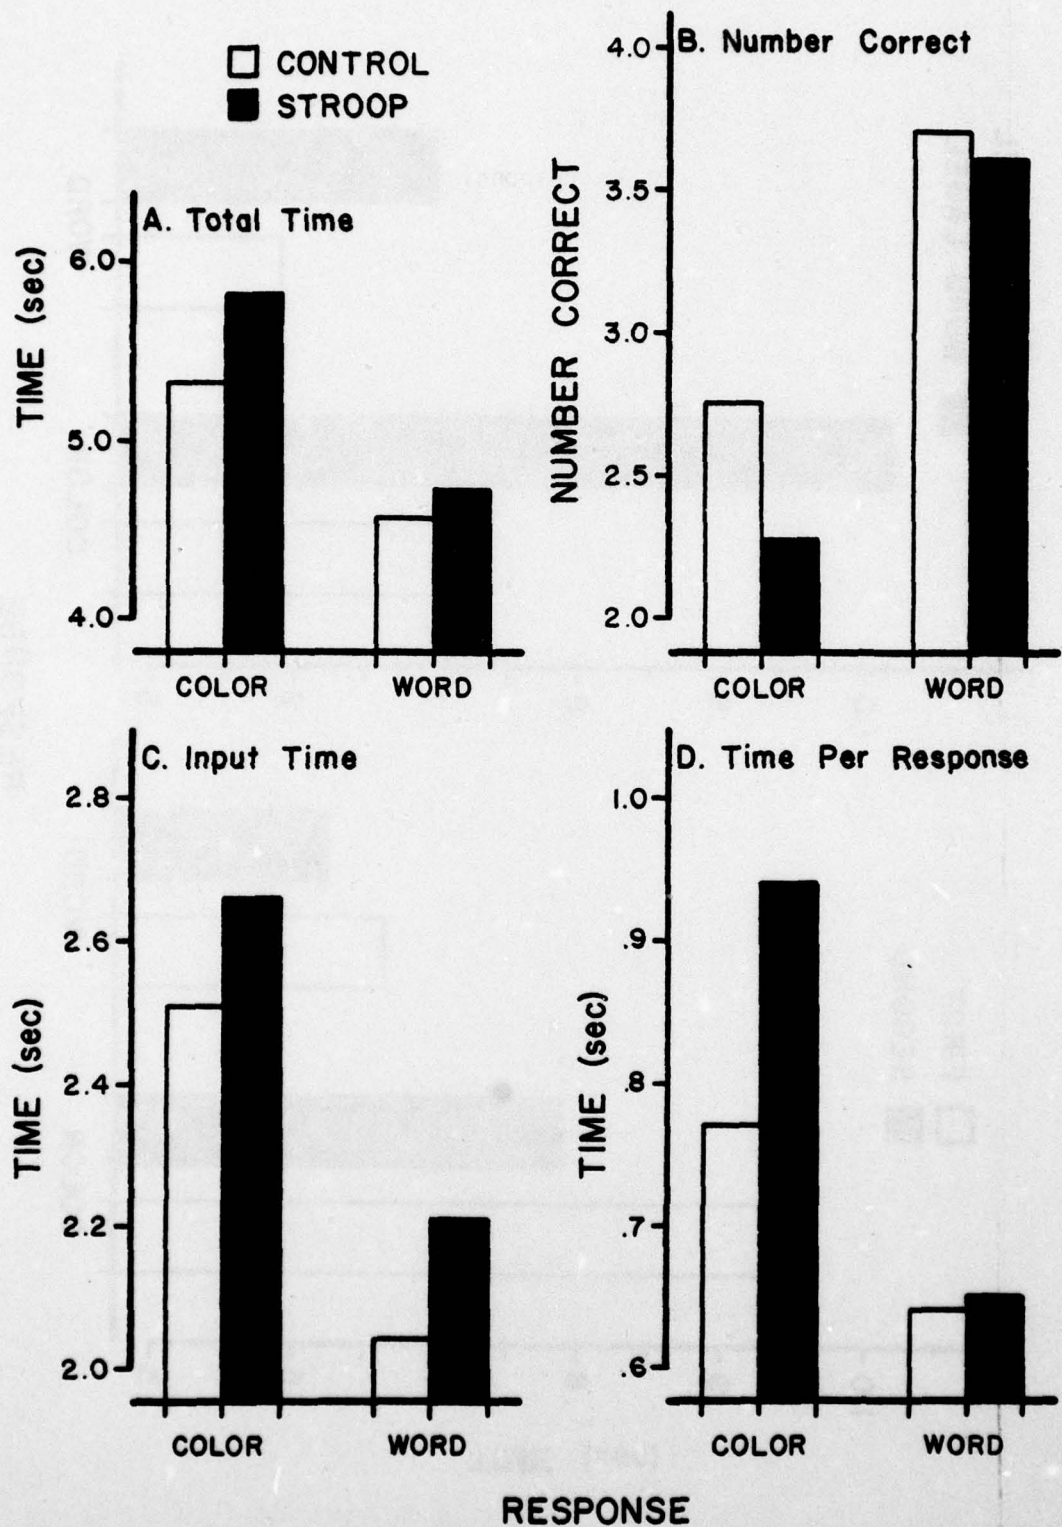 CONTROL
STROOP
A. Total Time
TIME (sec)
6.0
5.0
4.0
COLOR WORD
B. Number Correct
NUMBER CORRECT
4.0
3.5
3.0
2.5
2.0
COLOR WORD
C. Input Time
TIME (sec)
2.8
2.6
2.4
2.2
2.0
COLOR WORD
D. Time Per Response
TIME (sec)
1.0
.9
.8
.7
.6
COLOR WORD
RESPONSE